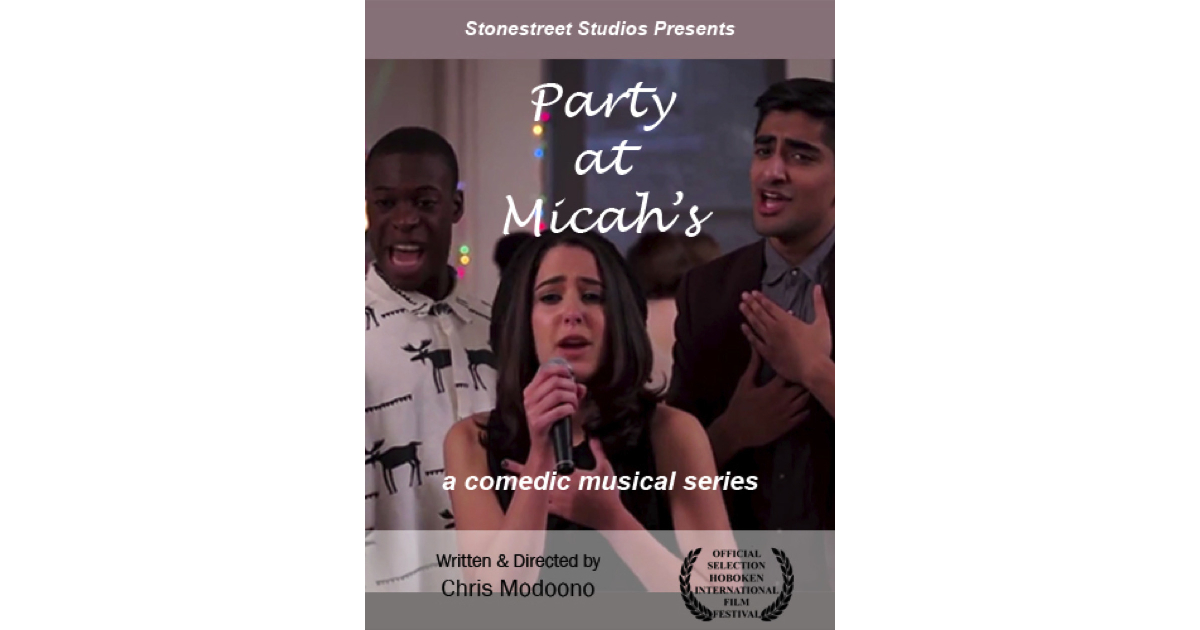 Stonestreet Studios Presents
Party
at
Micah's
a comedic musical series
Written & Directed by
Chris Modoono
OFFICIAL
SELECTION
HOBOKEN
INTERNATIONAL
FILM
FESTIVAL